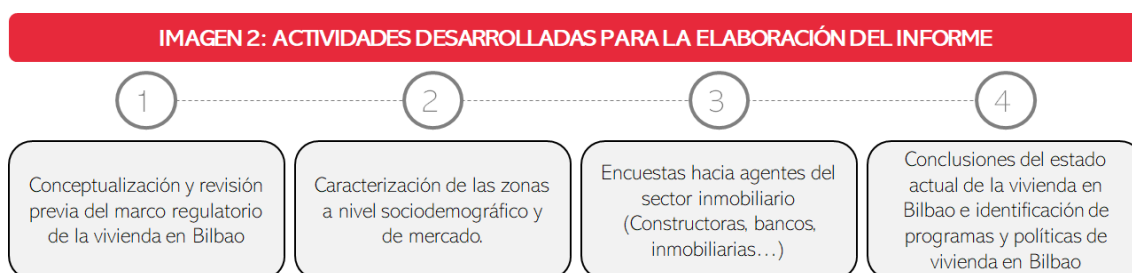 IMAGEN 2: ACTIVIDADES DESARROLLADAS PARA LA ELABORACIÓN DEL INFORME
1
2
3
4
Conceptualización y revisión
previa del marco regulatorio
de la vivienda en Bilbao
Caracterización de las zonas
a nivel sociodemográfico y
de mercado.
Encuestas hacia agentes del
sector inmobiliario
(Constructoras, bancos,
inmobiliarias…)
Conclusiones del estado
actual de la vivienda en
Bilbao e identificación de
programas y políticas de
vivienda en Bilbao